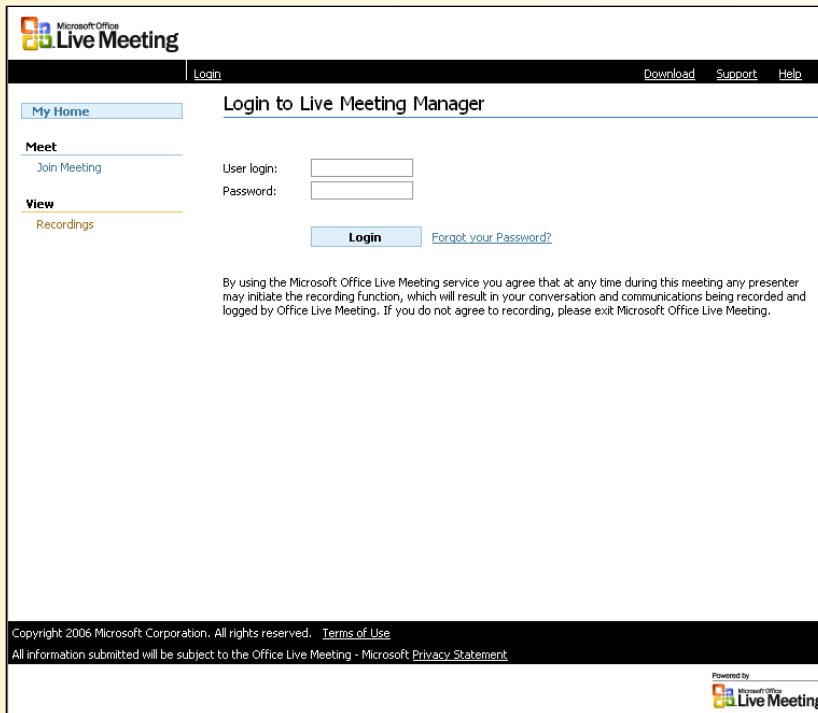 Microsoft Office
Live Meeting
Login Download Support Help
My Home
Login to Live Meeting Manager
Meet
Join Meeting
View
Recordings
User login:
Password:
Login Forgot your Password?
By using the Microsoft Office Live Meeting service you agree that at any time during this meeting any presenter
may initiate the recording function, which will result in your conversation and communications being recorded and
logged by Office Live Meeting. If you do not agree to recording, please exit Microsoft Office Live Meeting.
Copyright 2006 Microsoft Corporation. All rights reserved. Terms of Use
All information submitted will be subject to the Office Live Meeting - Microsoft Privacy Statement
Powered by
Microsoft Office
Live Meeting